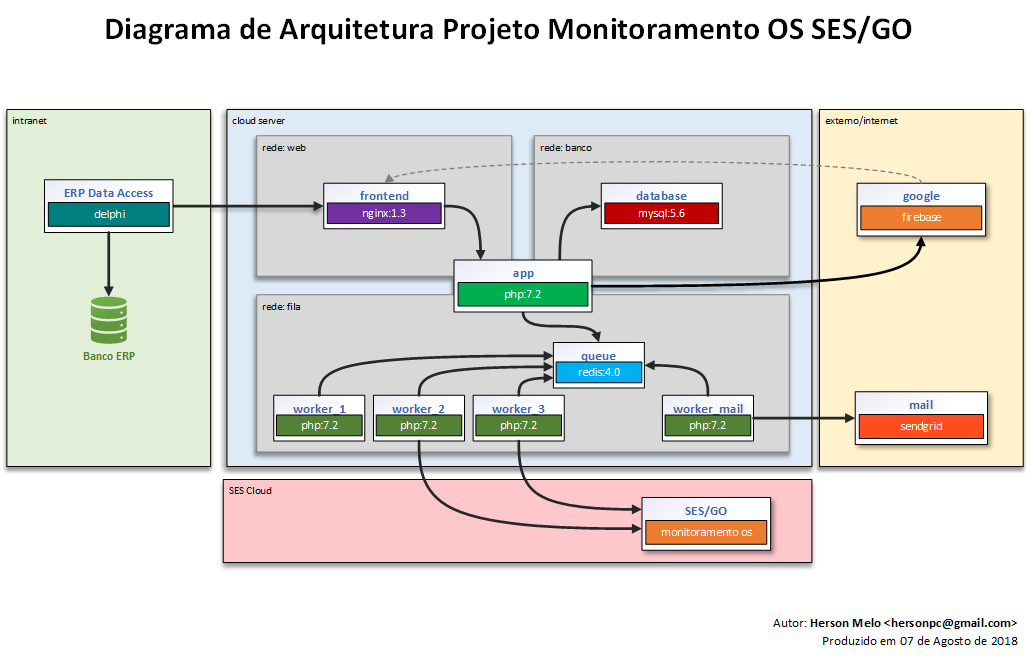 Diagrama de Arquitetura Projeto Monitoramento OS SES/GO
intranet
ERP Data Access
delphi
Banco ERP
cloud server
rede: web
frontend
nginx:1.3
rede: banco
database
mysql:5.6
app
php:7.2
rede: fila
queue
redis:4.0
worker_1
php:7.2
worker_2
php:7.2
worker_3
php:7.2
worker_mail
php:7.2
externo/internet
google
firebase
mail
sendgrid
SES Cloud
SES/GO
monitoramento os
Autor: Herson Melo <hersonpc@gmail.com>
Produzido em 07 de Agosto de 2018